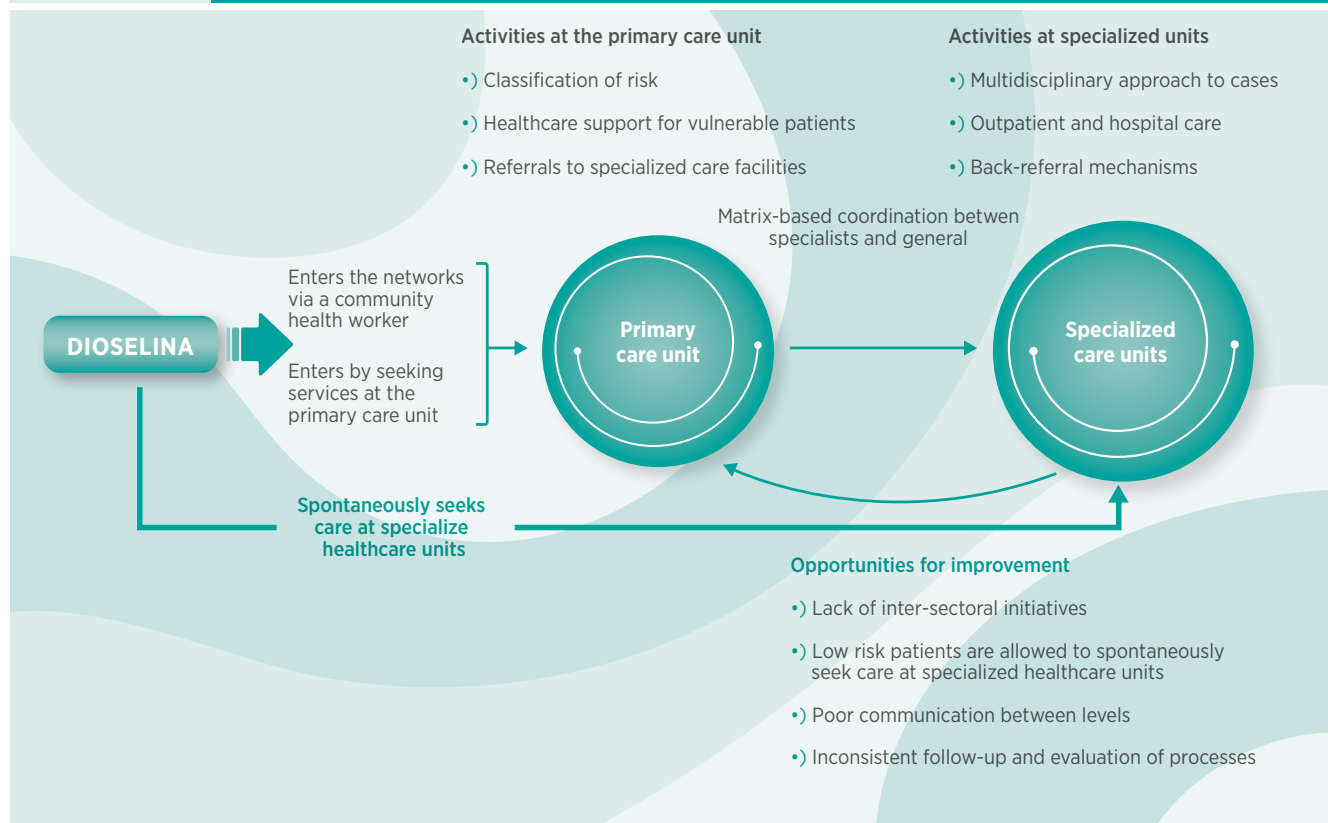 Activities at the primary care unit
•) Classification of risk
•) Healthcare support for vulnerable patients
•) Referrals to specialized care facilities
Activities at specialized units
•) Multidisciplinary approach to cases
•) Outpatient and hospital care
•) Back-referral mechanisms
Matrix-based coordination betwen
specialists and general
DIOSELINA
Enters the networks
via a community
health worker
Enters by seeking
services at the
primary care unit
Primary
care unit
Specialized
care units
Spontaneously seeks
care at specialize
healthcare units
Opportunities for improvement
•) Lack of inter-sectoral initiatives
•) Low risk patients are allowed to spontaneously
seek care at specialized healthcare units
•) Poor communication between levels
•) Inconsistent follow-up and evaluation of processes